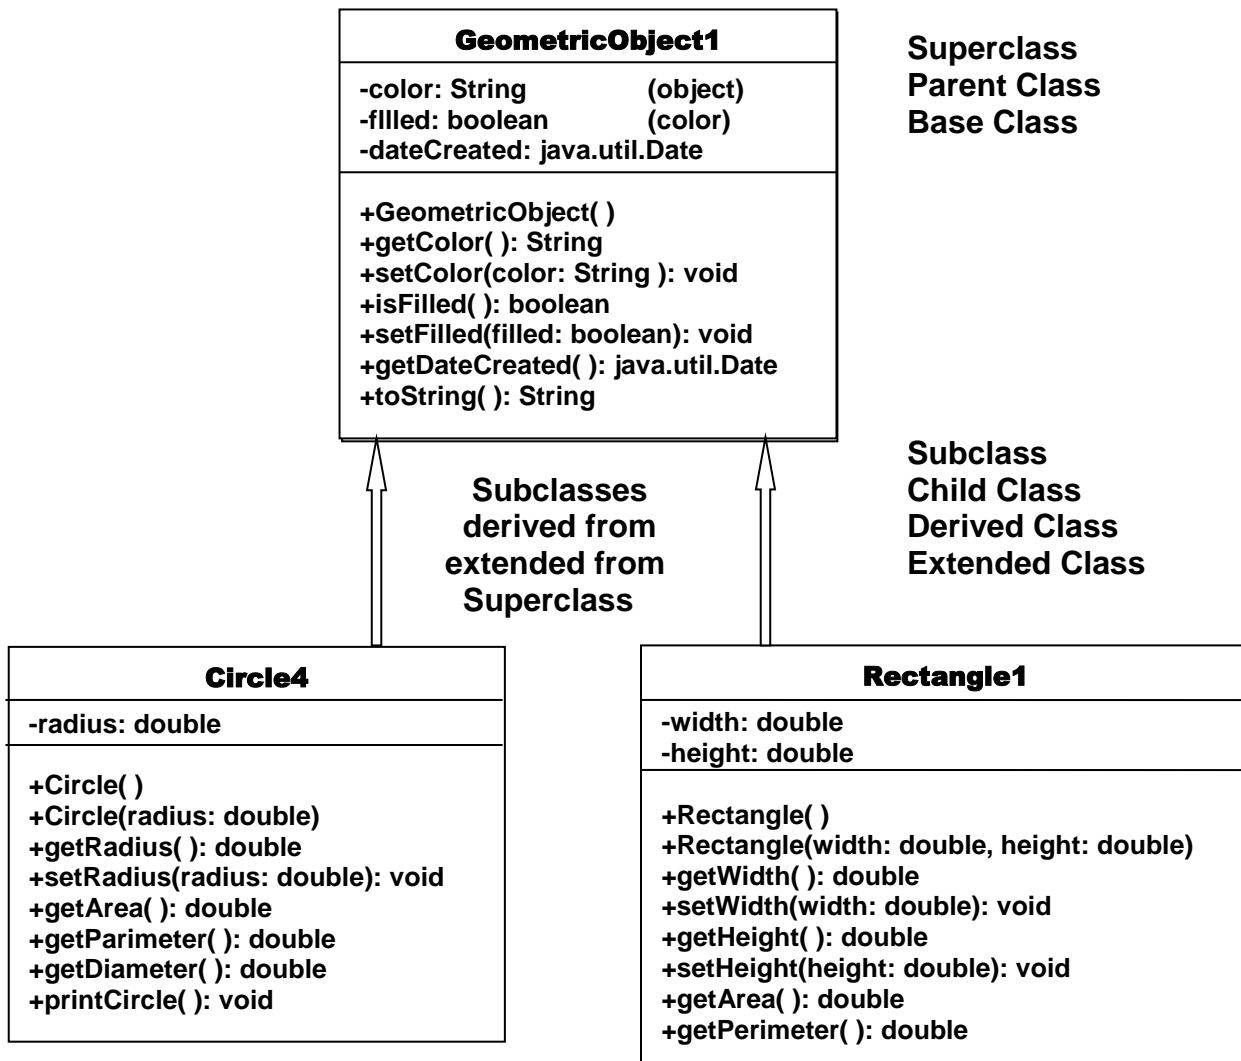 GeometricObject1
-color: String (object)
-fIlled: boolean (color)
-dateCreated: java.util.Date
+GeometricObject( )
+getColor( ): String
+setColor(color: String ): void
+isFilled( ): boolean
+setFilled(filled: boolean): void
+getDateCreated( ): java.util.Date
+toString( ): String
Superclass
Parent Class
Base Class
Subclasses
derived from
extended from
Superclass
Subclass
Child Class
Derived Class
Extended Class
Circle4
-radius: double
+Circle( )
+Circle(radius: double)
+getRadius( ): double
+setRadius(radius: double): void
+getArea( ): double
+getParimeter( ): double
+getDiameter( ): double
+printCircle( ): void
Rectangle1
-width: double
-height: double
+Rectangle( )
+Rectangle(width: double, height: double)
+getWidth( ): double
+setWidth(width: double): void
+getHeight( ): double
+setHeight(height: double): void
+getArea( ): double
+getPerimeter( ): double